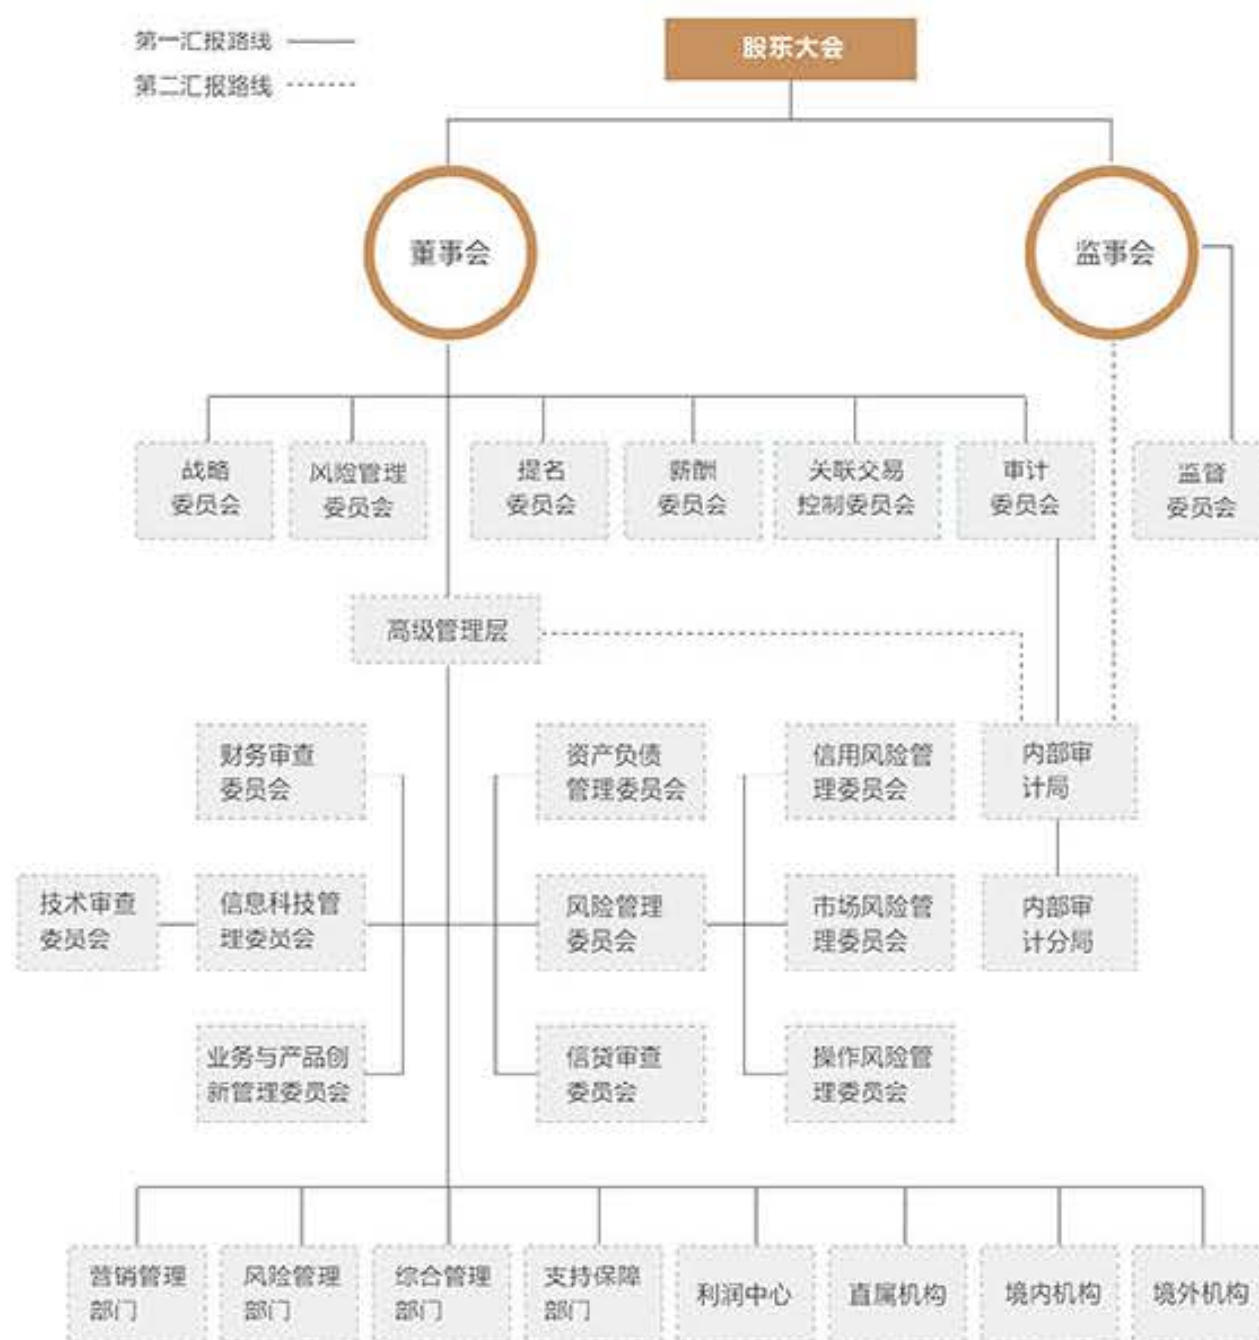 第一汇报路线
第二汇报路线
股东大会
董事会
监事会
战略
委员会
风险管理
委员会
提名
委员会
薪酬
委员会
关联交易
控制委员会
审计
委员会
监督
委员会
高级管理层
财务审查
委员会
资产负债
管理委员会
信用风险管
理委员会
内部审
计局
技术审查
委员会
信息科技管
理委员会
风险管理
委员会
市场风险管
理委员会
内部审
计分局
业务与产品创
新管理委员会
信贷审查
委员会
操作风险管
理委员会
营销管理
部门
风险管理
部门
综合管理
部门
支持保障
部门
利润中心
直属机构
境内机构
境外机构